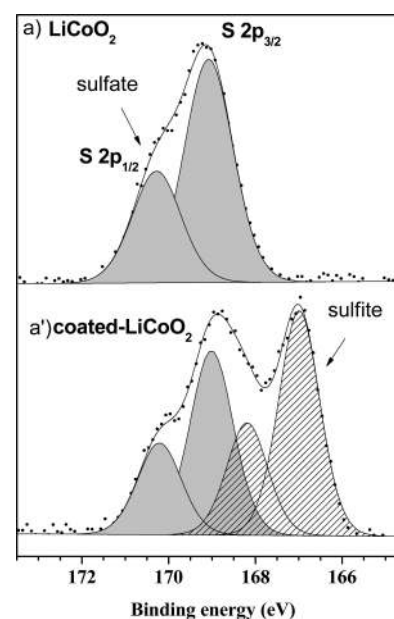 a) LiCoO₂
S 2p₃/₂
sulfate
S 2p₁/₂
sulfite
a') coated-LiCoO₂
172 170 168 166
Binding energy (eV)